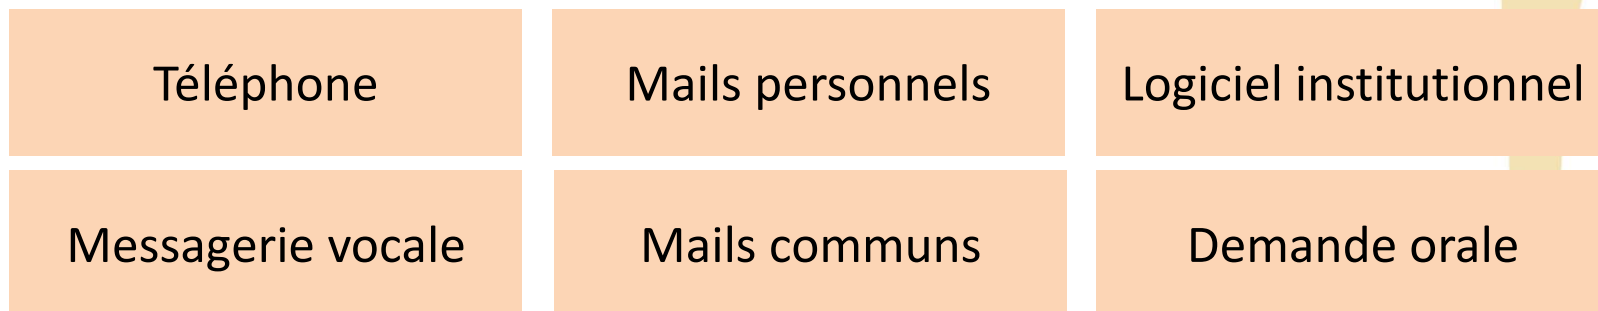 Téléphone
Mails personnels
Logiciel institutionnel
Messagerie vocale
Mails communs
Demande orale